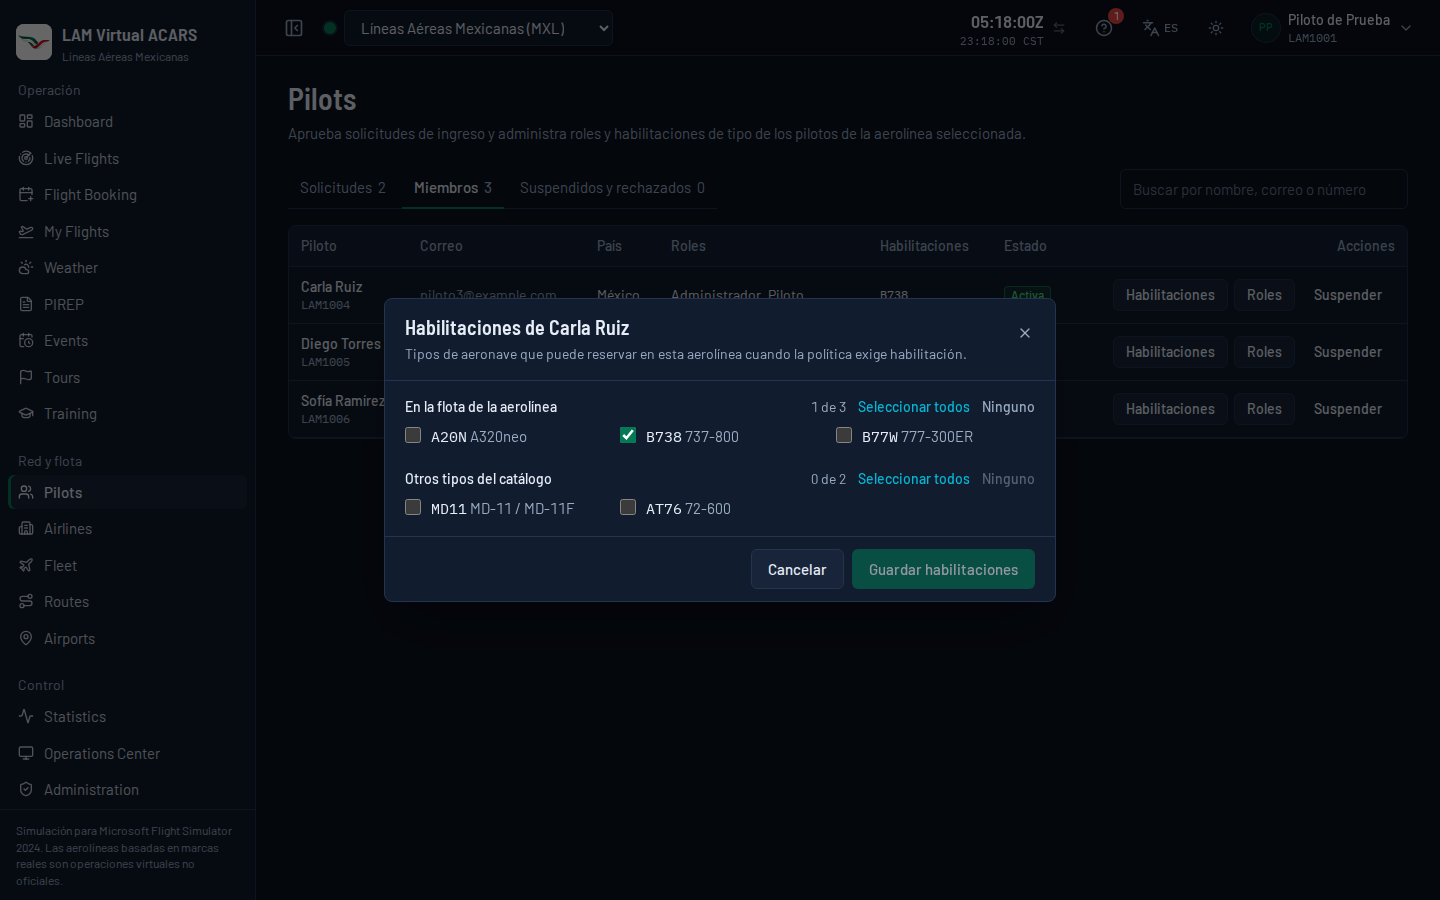 LAM Virtual ACARS
Líneas Aéreas Mexicanas
Operación
Dashboard
Live Flights
Flight Booking
My Flights
Weather
PIREP
Events
Tours
Training
Red y flota
Pilots
Airlines
Fleet
Routes
Airports
Control
Statistics
Operations Center
Administration
Simulación para Microsoft Flight Simulator
2024. Las aerolíneas basadas en marcas
reales son operaciones virtuales no
oficiales.
Líneas Aéreas Mexicanas (MXL)
05:18:00Z
23:18:00 CST
1
ES
PP
Piloto de Prueba
LAM1001
Pilots
Aprueba solicitudes de ingreso y administra roles y habilitaciones de tipo de los pilotos de la aerolínea seleccionada.
Solicitudes 2 Miembros 3 Suspendidos y rechazados 0
Buscar por nombre, correo o número
Piloto Correo País Roles Habilitaciones Estado Acciones
Carla Ruiz
LAM1004
piloto3@example.com México Administrador, Piloto B738 Activa Habilitaciones Roles Suspender
Diego Torres
LAM1005
Habilitaciones Roles Suspender
Sofía Ramírez
LAM1006
Habilitaciones Roles Suspender
Habilitaciones de Carla Ruiz
Tipos de aeronave que puede reservar en esta aerolínea cuando la política exige habilitación.
En la flota de la aerolínea 1 de 3 Seleccionar todos Ninguno
A20N A320neo B738 737-800 B77W 777-300ER
Otros tipos del catálogo 0 de 2 Seleccionar todos Ninguno
MD11 MD-11 / MD-11F AT76 72-600
Cancelar Guardar habilitaciones